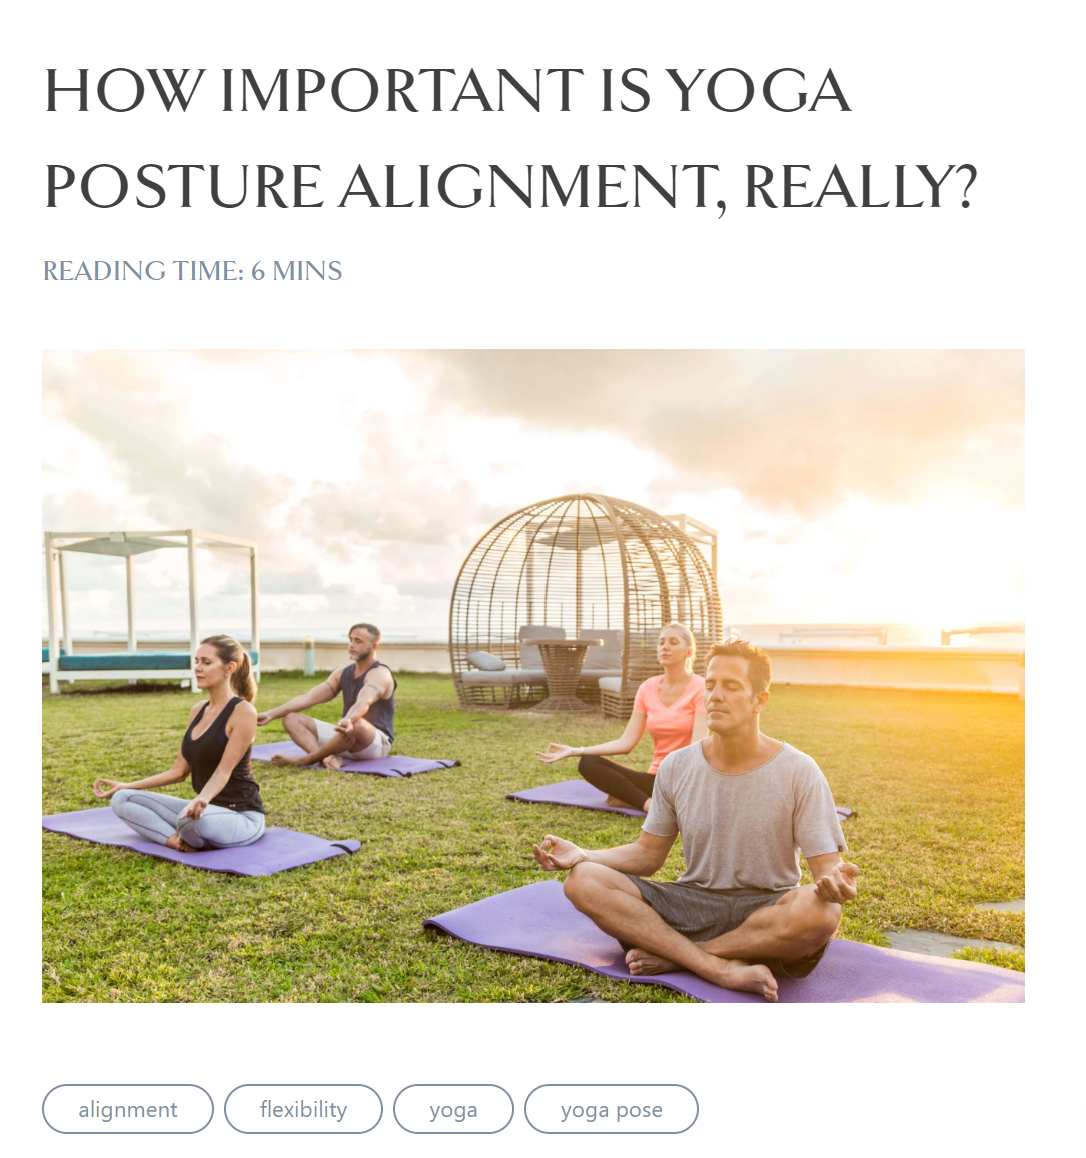 HOW IMPORTANT IS YOGA
POSTURE ALIGNMENT, REALLY?
READING TIME: 6 MINS
alignment
flexibility
yoga
yoga pose